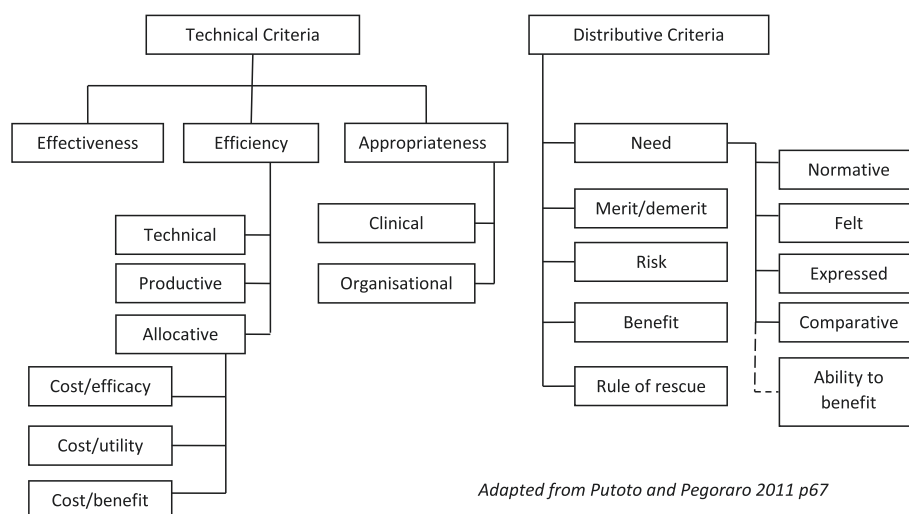 Technical Criteria
Effectiveness
Efficiency
Appropriateness
Technical
Productive
Allocative
Cost/efficacy
Cost/utility
Cost/benefit
Clinical
Organisational
Distributive Criteria
Need
Merit/demerit
Risk
Benefit
Rule of rescue
Normative
Felt
Expressed
Comparative
Ability to
benefit
Adapted from Putoto and Pegoraro 2011 p67